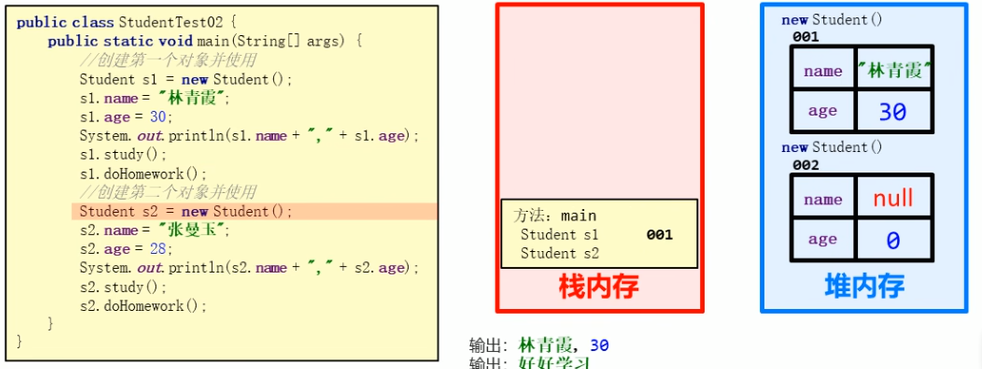 public class StudentTest02 {
public static void main(String[] args) {
//创建第一个对象并使用
Student s1 = new Student();
s1.name = "林青霞";
s1.age = 30;
System.out.println(s1.name + "," + s1.age);
s1.study();
s1.doHomework();
//创建第二个对象并使用
Student s2 = new Student();
s2.name = "张曼玉";
s2.age = 28;
System.out.println(s2.name + "," + s2.age);
s2.study();
s2.doHomework();
}
}
方法：main
Student s1 001
Student s2
栈内存
new Student()
001
name "林青霞"
age 30
new Student()
002
name null
age 0
堆内存
输出：林青霞，30
输出：好好学习